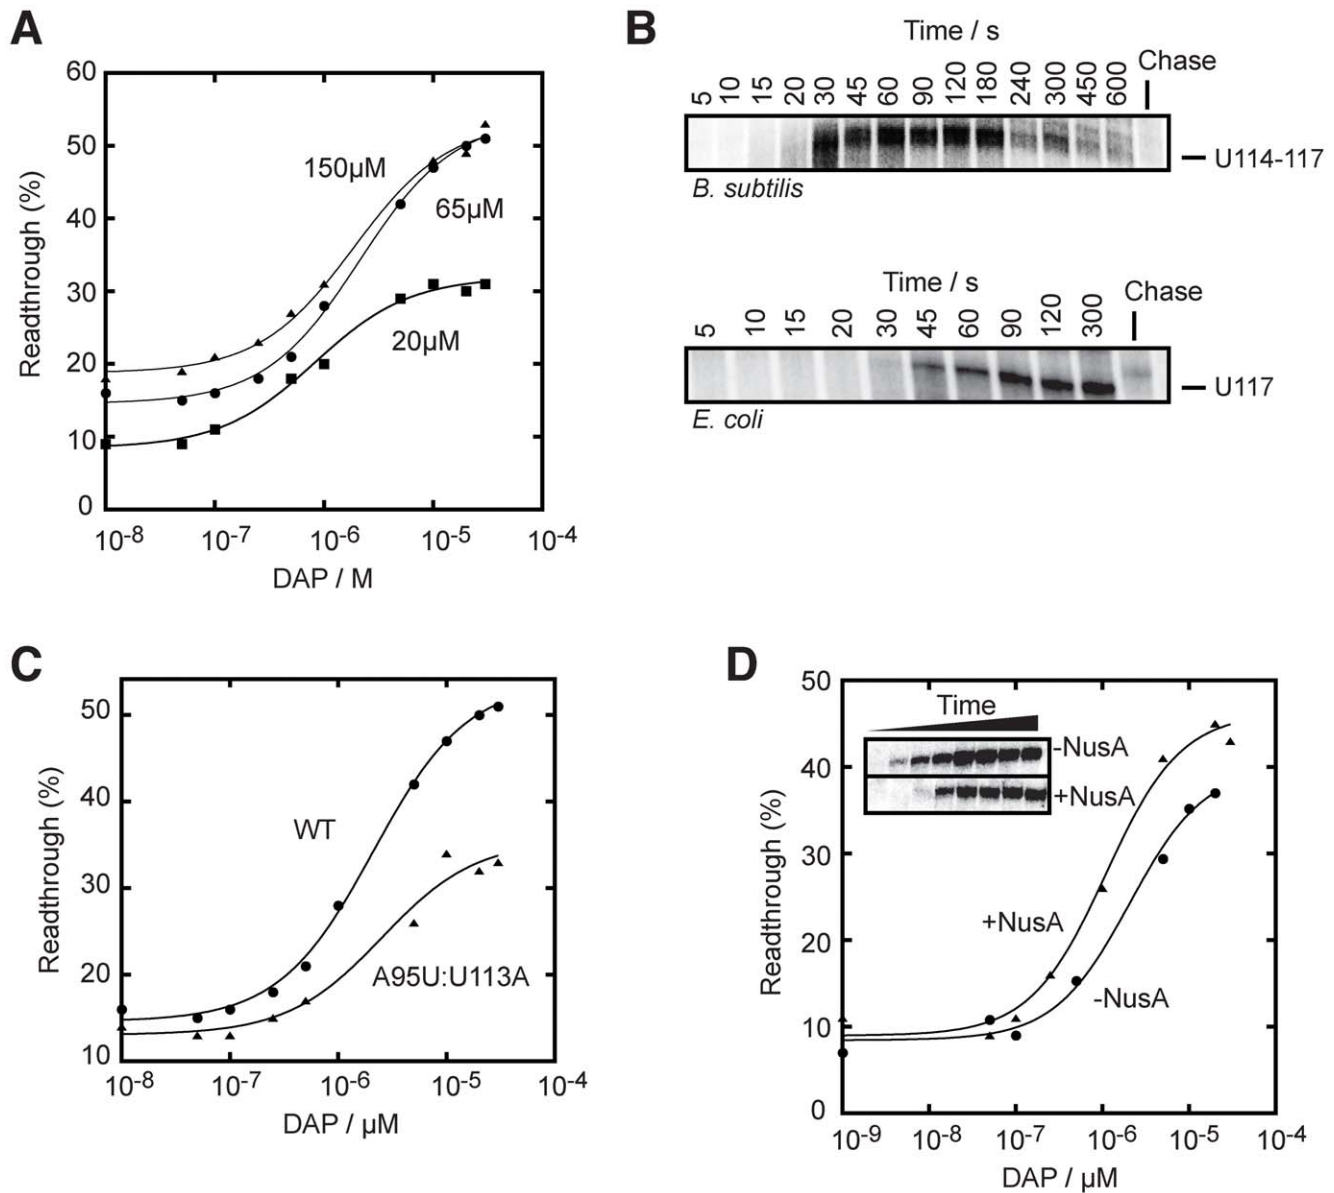 A
60
50
40
30
20
10
0
Readthrough (%)
150µM
65µM
20µM
10-8 10-7 10-6 10-5 10-4
DAP / M
B
Time / s
5 10 15 20 30 45 60 90 120 180 240 300 450 600 Chase
U114-117
B. subtilis
Time / s
5 10 15 20 30 45 60 90 120 300 Chase
U117
E. coli
C
50
40
30
20
10
Readthrough (%)
WT
A95U:U113A
10-8 10-7 10-6 10-5 10-4
DAP / µM
D
50
40
30
20
10
0
Readthrough (%)
Time
-NusA
+NusA
+NusA
-NusA
10-9 10-8 10-7 10-6 10-5 10-4
DAP / µM